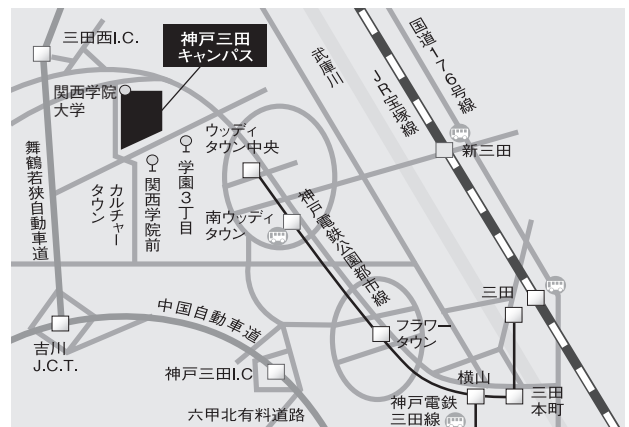 三田西I.C.
神戸三田
キャンパス
関西学院
大学
武庫川
JR宝塚線
国道176号線
新三田
ウッディ
タウン中央
学園3丁目
関西学院前
カルチャー
タウン
舞鶴若狭自動車道
南ウッディ
タウン
神戸電鉄公園都市線
三田
中国自動車道
フラワー
タウン
吉川
J.C.T.
神戸三田I.C
横山
三田
本町
神戸電鉄
三田線
六甲北有料道路